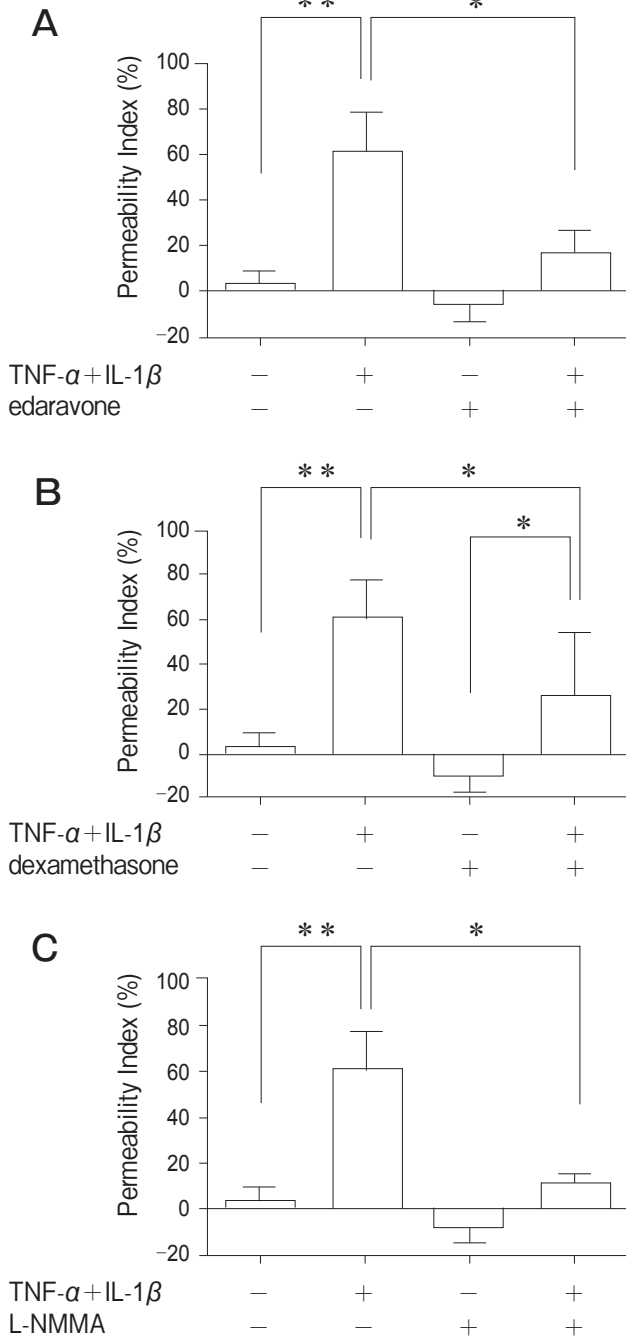 A
* *
*
Permeability Index (%)
100
80
60
40
20
0
−20
TNF-α+IL-1β − + − +
edaravone − − + +
B
* *
*
*
Permeability Index (%)
100
80
60
40
20
0
−20
TNF-α+IL-1β − + − +
dexamethasone − − + +
C
* *
*
Permeability Index (%)
100
80
60
40
20
0
−20
TNF-α+IL-1β − + − +
L-NMMA − − + +